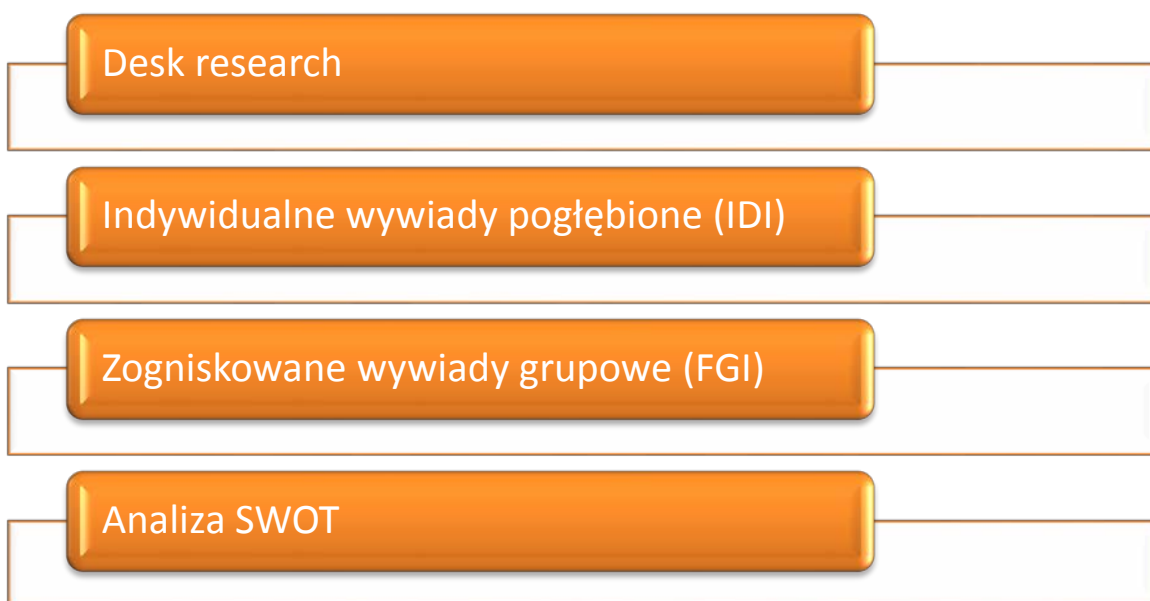 Desk research
Indywidualne wywiady pogłębione (IDI)
Zogniskowane wywiady grupowe (FGI)
Analiza SWOT